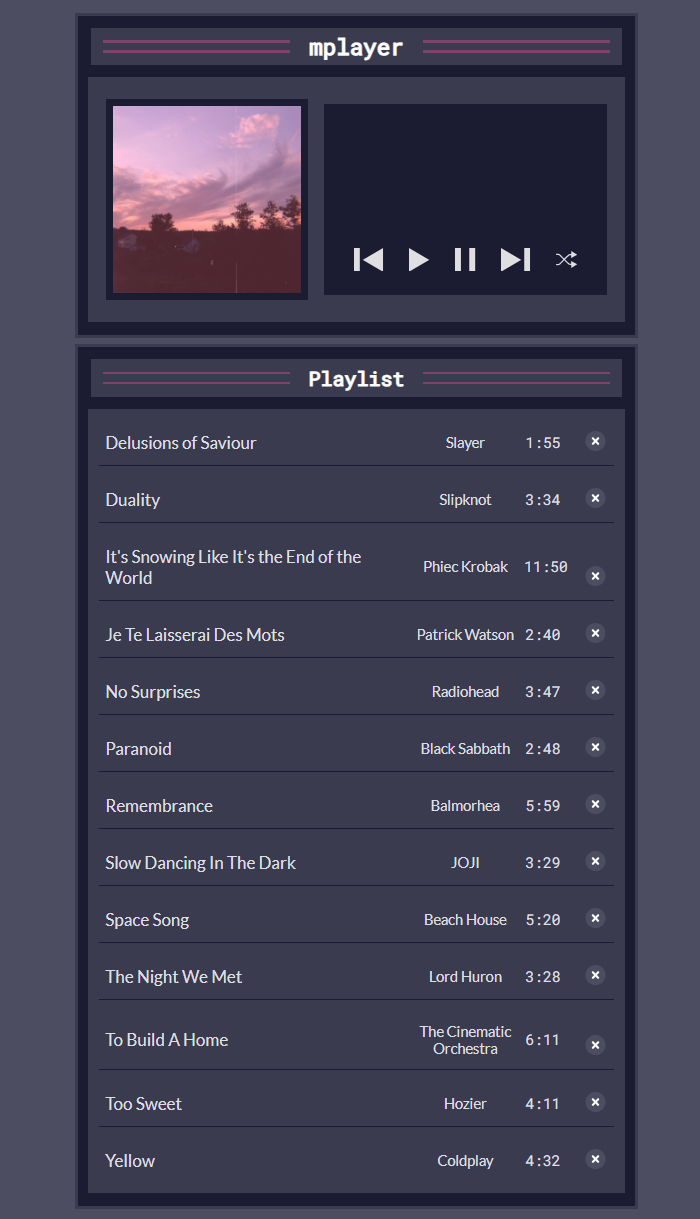 mplayer
Playlist
Delusions of Saviour Slayer 1:55
Duality Slipknot 3:34
It's Snowing Like It's the End of the
World Phiec Krobak 11:50
Je Te Laisserai Des Mots Patrick Watson 2:40
No Surprises Radiohead 3:47
Paranoid Black Sabbath 2:48
Remembrance Balmorhea 5:59
Slow Dancing In The Dark JOJI 3:29
Space Song Beach House 5:20
The Night We Met Lord Huron 3:28
To Build A Home The Cinematic
Orchestra 6:11
Too Sweet Hozier 4:11
Yellow Coldplay 4:32